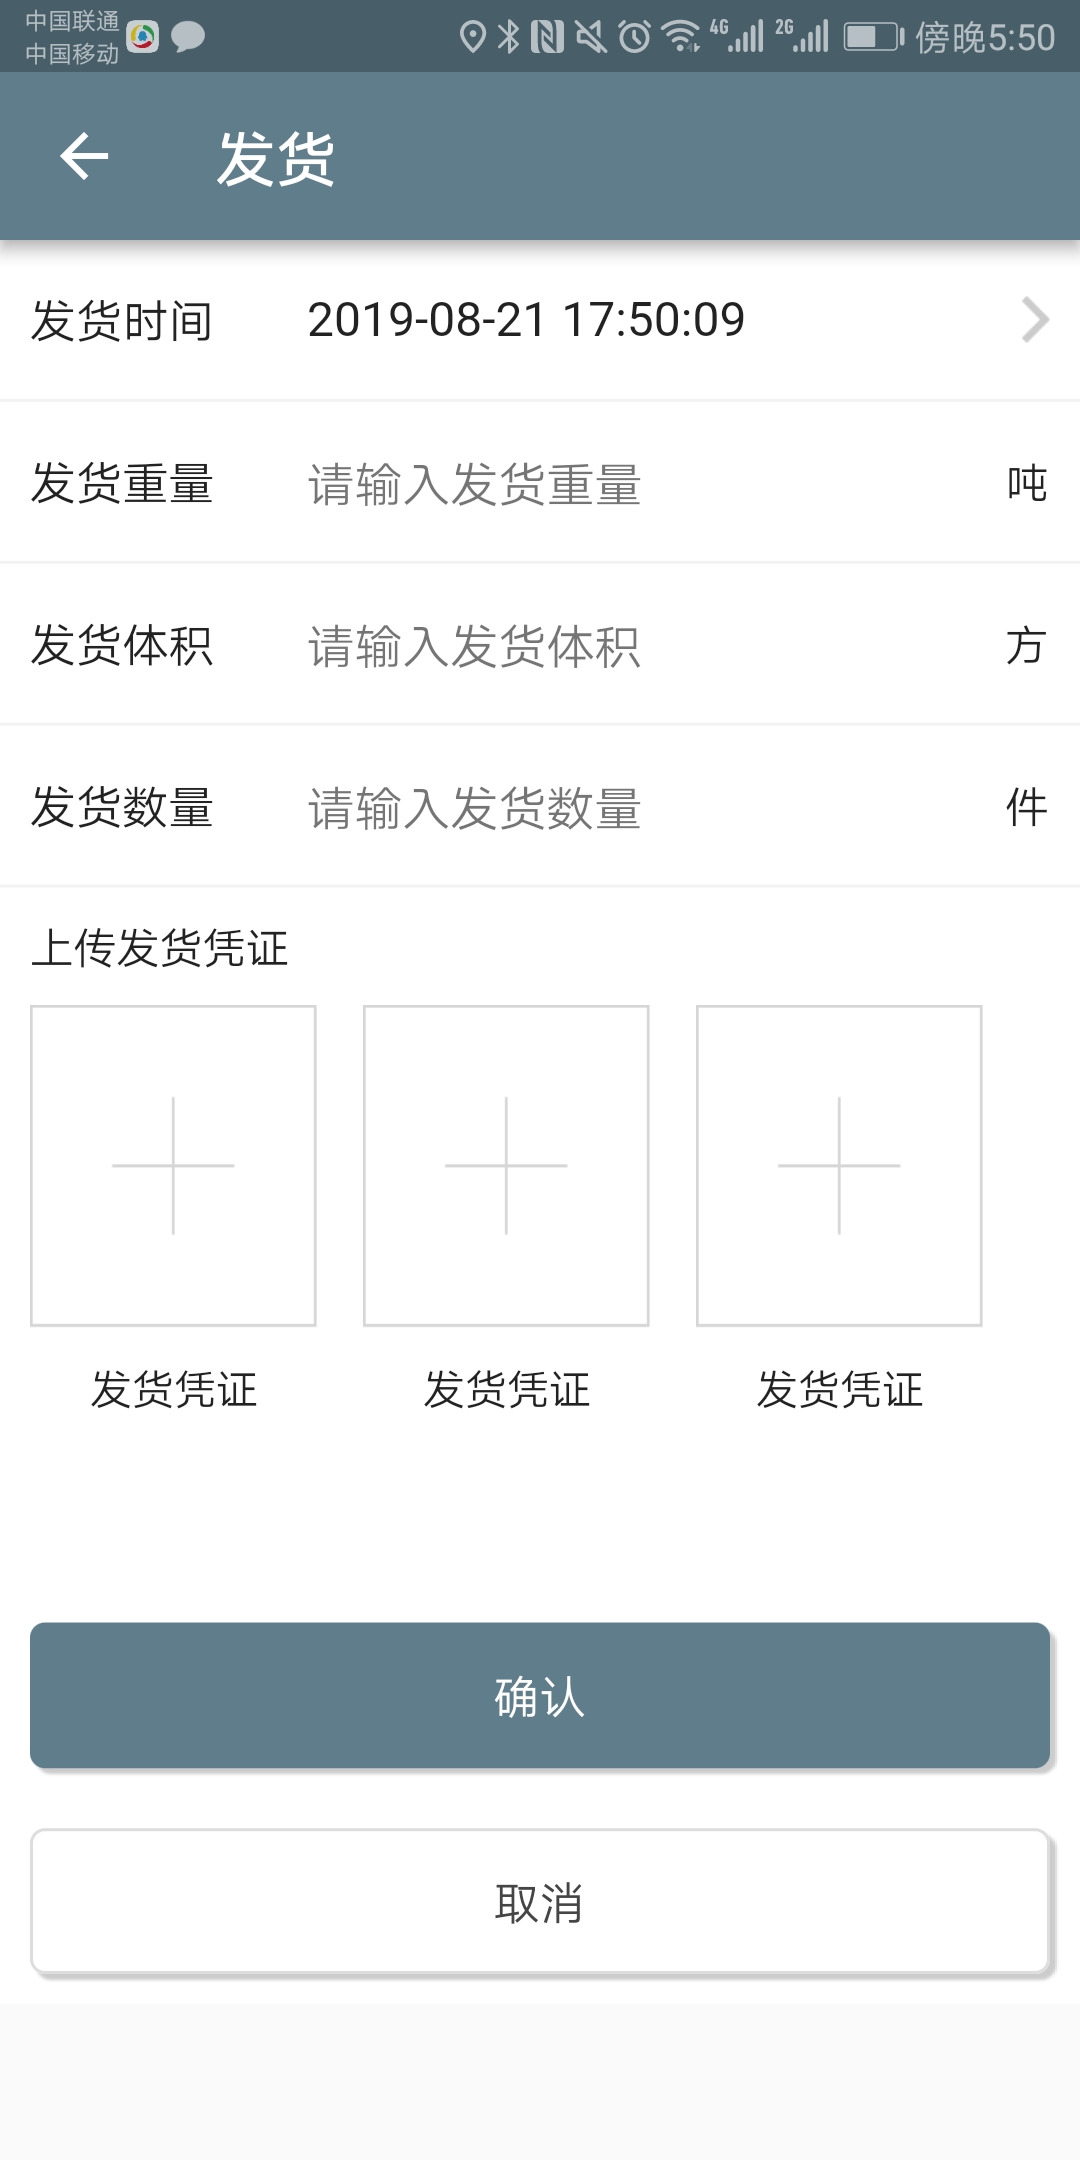 中国联通
中国移动
4G 2G 傍晚5:50
发货
发货时间 2019-08-21 17:50:09
发货重量 请输入发货重量 吨
发货体积 请输入发货体积 方
发货数量 请输入发货数量 件
上传发货凭证
发货凭证 发货凭证 发货凭证
确认
取消